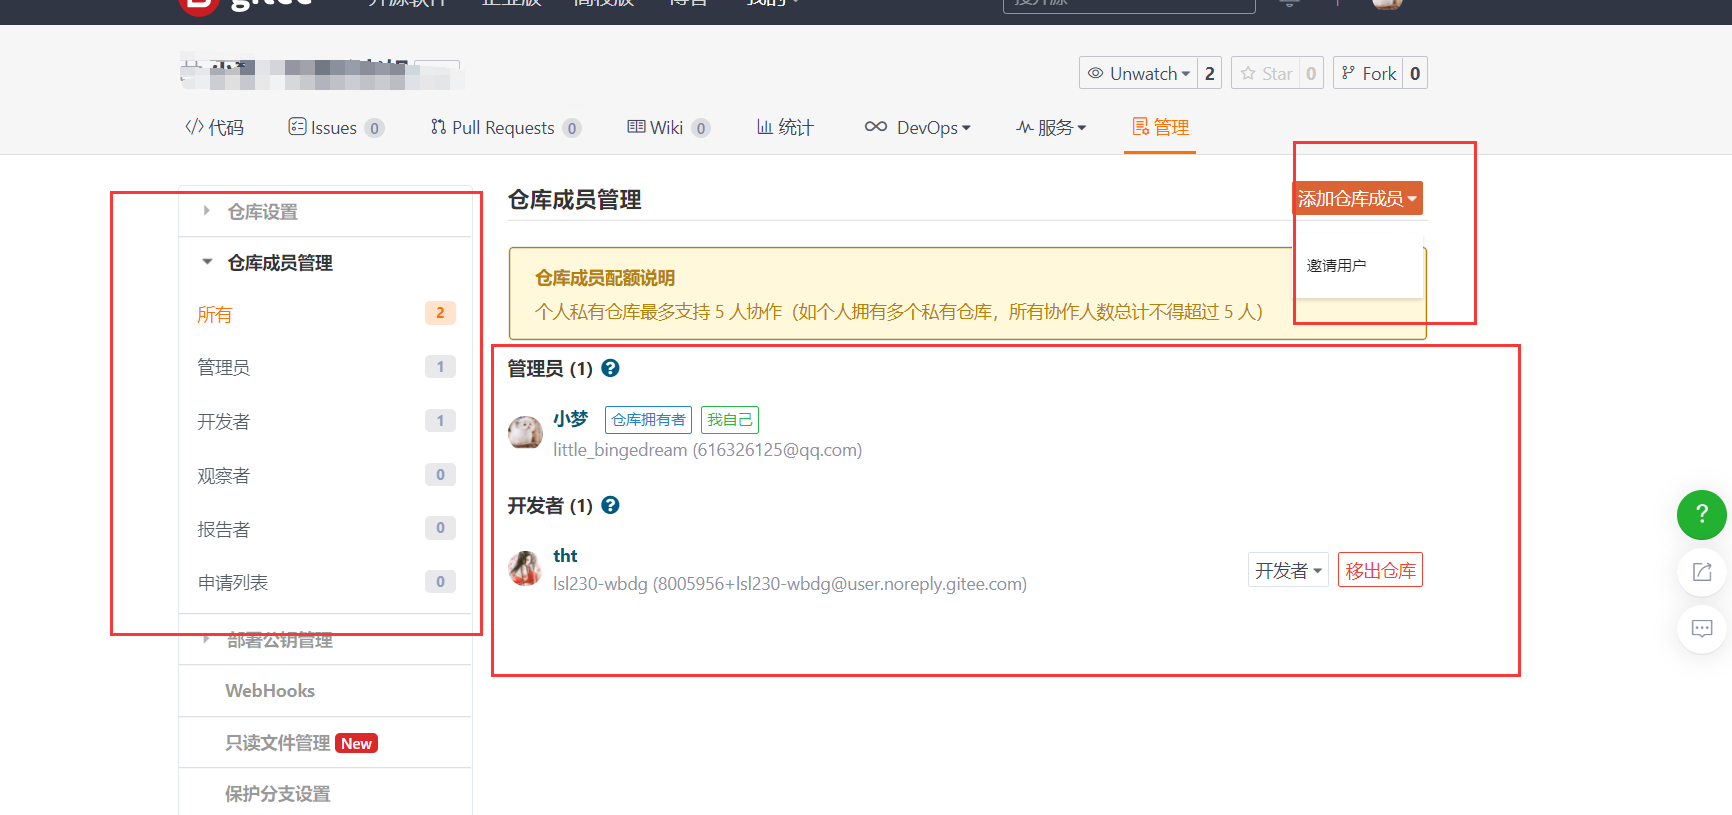 gitee 开源软件 企业版 高校版 博客 我的
搜开源
Unwatch 2 Star 0 Fork 0
代码 Issues 0 Pull Requests 0 Wiki 0 统计 DevOps 服务 管理
仓库设置
仓库成员管理
所有 2
管理员 1
开发者 1
观察者 0
报告者 0
申请列表 0
部署公钥管理
WebHooks
只读文件管理 New
保护分支设置
仓库成员管理
添加仓库成员
邀请用户
仓库成员配额说明
个人私有仓库最多支持 5 人协作（如个人拥有多个私有仓库，所有协作人数总计不得超过 5 人）
管理员 (1) ?
小梦 仓库拥有者 我自己
little_bingedream (616326125@qq.com)
开发者 (1) ?
tht
lsl230-wbdg (8005956+lsl230-wbdg@user.noreply.gitee.com)
开发者 移出仓库
?